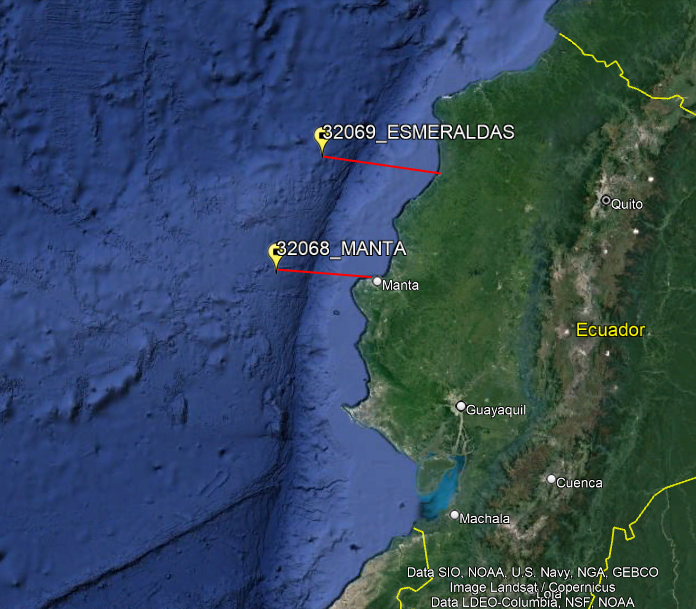 32069_ESMERALDAS
Quito
32068_MANTA
Manta
Ecuador
Guayaquil
Cuenca
Machala
Data SIO, NOAA, U.S. Navy, NGA, GEBCO
Image Landsat / Copernicus
Loja
Data LDEO-Columbia, NSF, NOAA